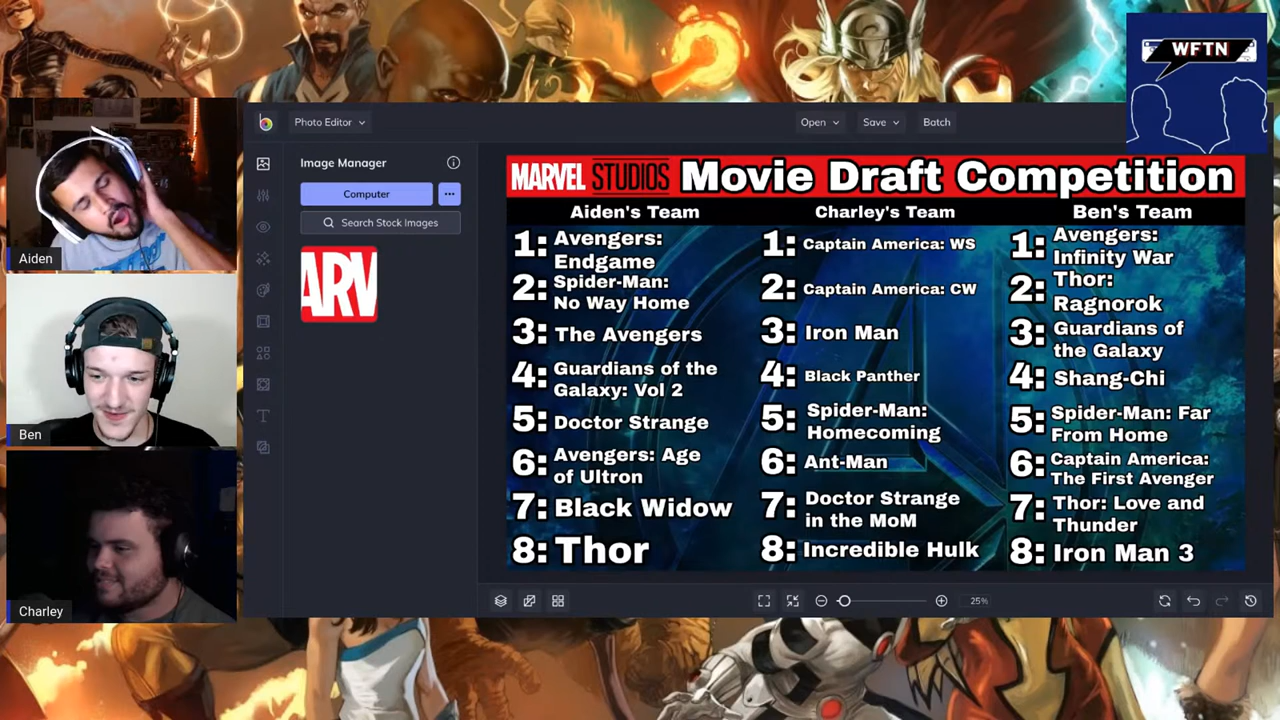 WFTN
Photo Editor
Open
Save
Batch
Image Manager
Computer
Search Stock Images
ARV
Aiden
Ben
Charley
MARVEL STUDIOS Movie Draft Competition
Aiden's Team
1: Avengers:
Endgame
2: Spider-Man:
No Way Home
3: The Avengers
4: Guardians of the
Galaxy: Vol 2
5: Doctor Strange
6: Avengers: Age
of Ultron
7: Black Widow
8: Thor
Charley's Team
1: Captain America: WS
2: Captain America: CW
3: Iron Man
4: Black Panther
5: Spider-Man:
Homecoming
6: Ant-Man
7: Doctor Strange
in the MoM
8: Incredible Hulk
Ben's Team
1: Avengers:
Infinity War
2: Thor:
Ragnorok
3: Guardians of
the Galaxy
4: Shang-Chi
5: Spider-Man: Far
From Home
6: Captain America:
The First Avenger
7: Thor: Love and
Thunder
8: Iron Man 3
25%